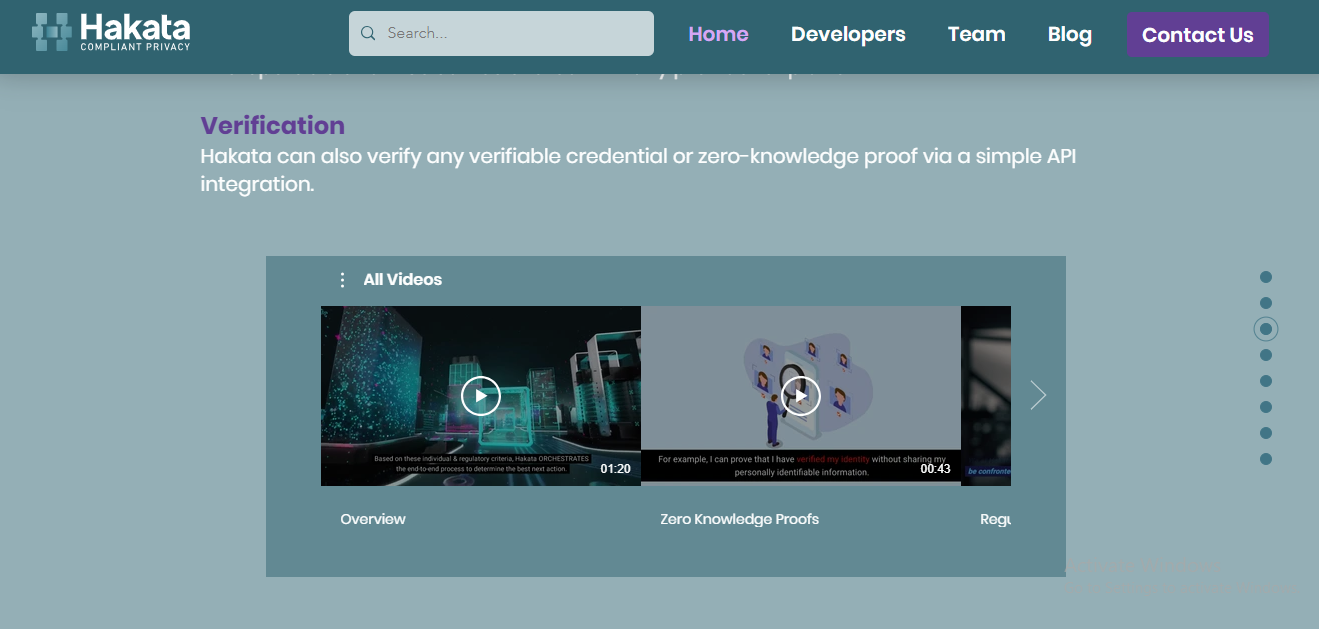 Hakata
COMPLIANT PRIVACY
Search...
Home
Developers
Team
Blog
Contact Us
Verification
Hakata can also verify any verifiable credential or zero-knowledge proof via a simple API
integration.
All Videos
Based on these individual & regulatory criteria, Hakata ORCHESTRATES
the end-to-end process to determine the best next action.
01:20
For example, I can prove that I have verified my identity without sharing my
personally identifiable information.
00:43
be confronte
Overview
Zero Knowledge Proofs
Regu